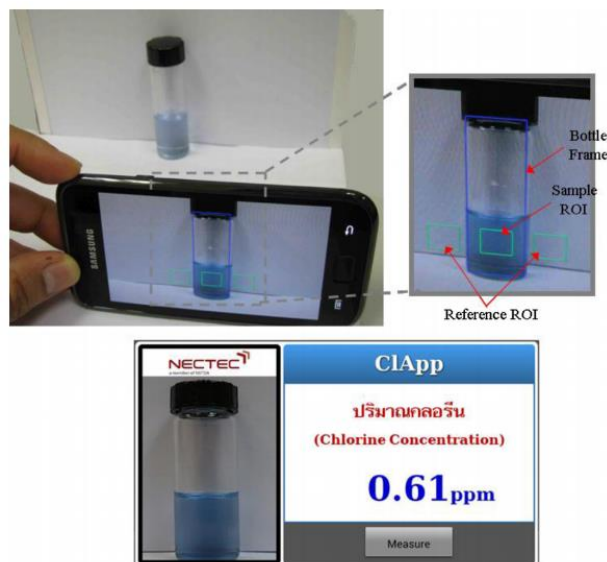 SAMSUNG
Bottle
Frame
Sample
ROI
Reference ROI
NECTEC
ClApp
ปริมาณคลอรีน
(Chlorine Concentration)
0.61ppm
Measure